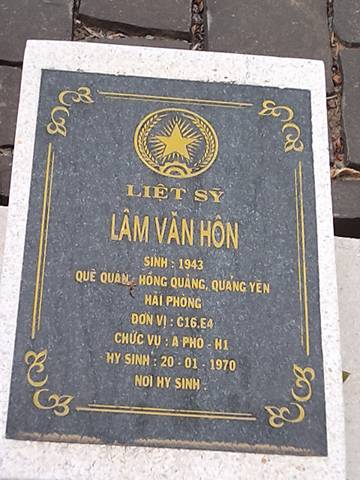 LIỆT SỸ
LÂM VĂN HÔN
SINH : 1943
QUÊ QUÁN : HỒNG QUẢNG, QUẢNG YÊN
HẢI PHÒNG
ĐƠN VỊ : C16.E4
CHỨC VỤ : A PHÓ - H1
HY SINH : 20 - 01 - 1970
NƠI HY SINH .